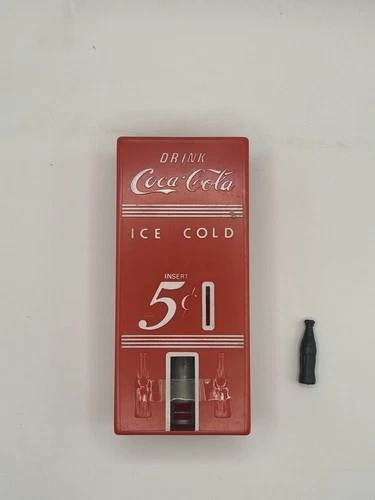 DRINK
Coca-Cola
ICE COLD
INSERT
5¢